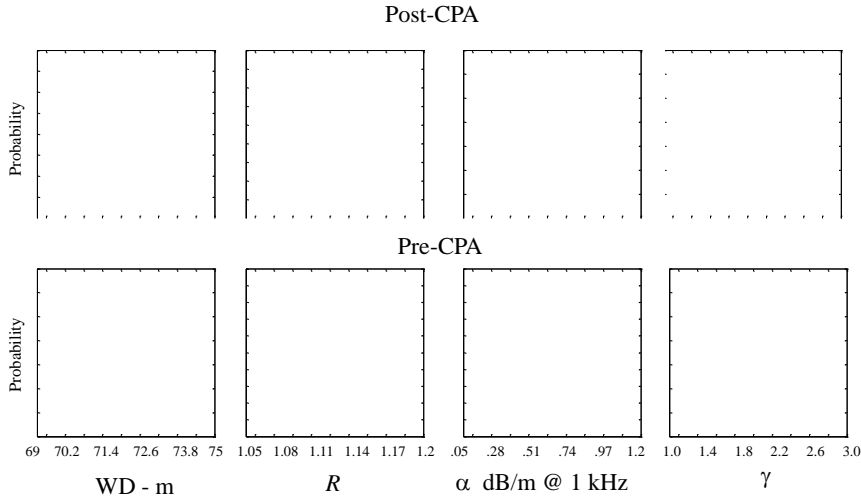 Post-CPA
Probability
Pre-CPA
Probability
69 70.2 71.4 72.6 73.8 75
1.05 1.08 1.11 1.14 1.17 1.2
.05 .28 .51 .74 .97 1.2
1.0 1.4 1.8 2.2 2.6 3.0
WD - m
R
α dB/m @ 1 kHz
γ